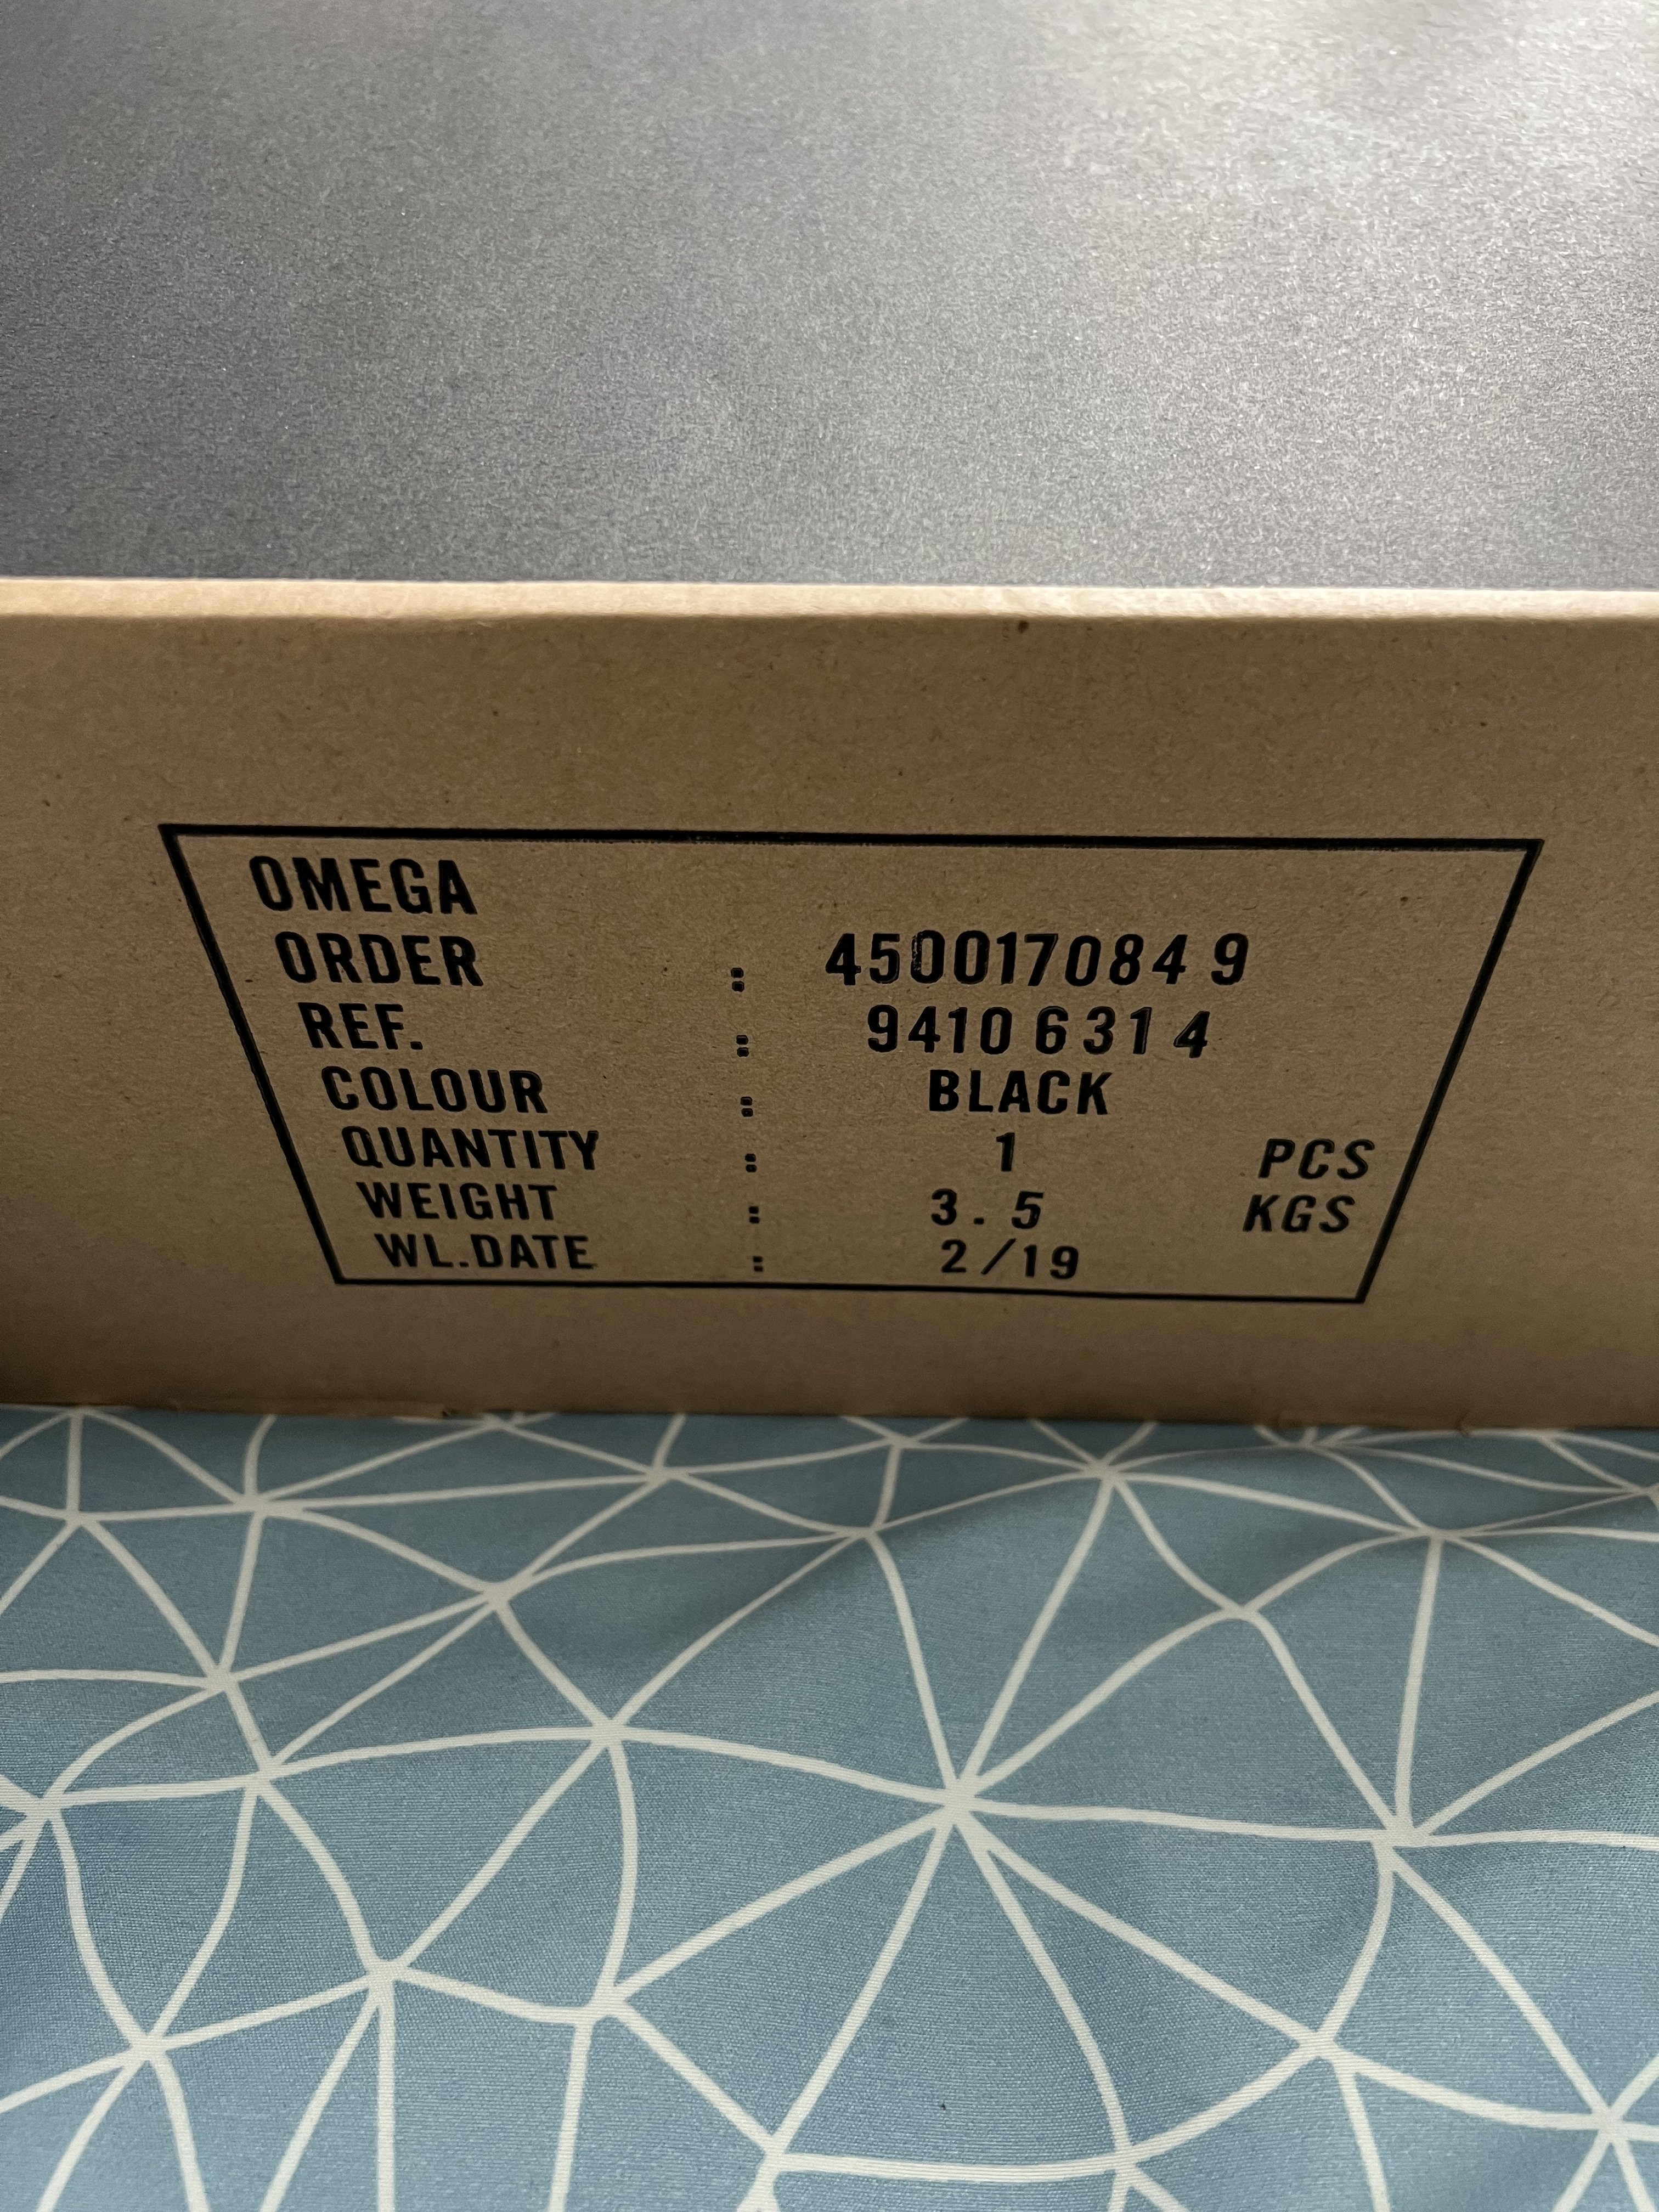 OMEGA
ORDER : 4500170849
REF. : 94106314
COLOUR : BLACK
QUANTITY : 1 PCS
WEIGHT : 3.5 KGS
WL.DATE : 2/19